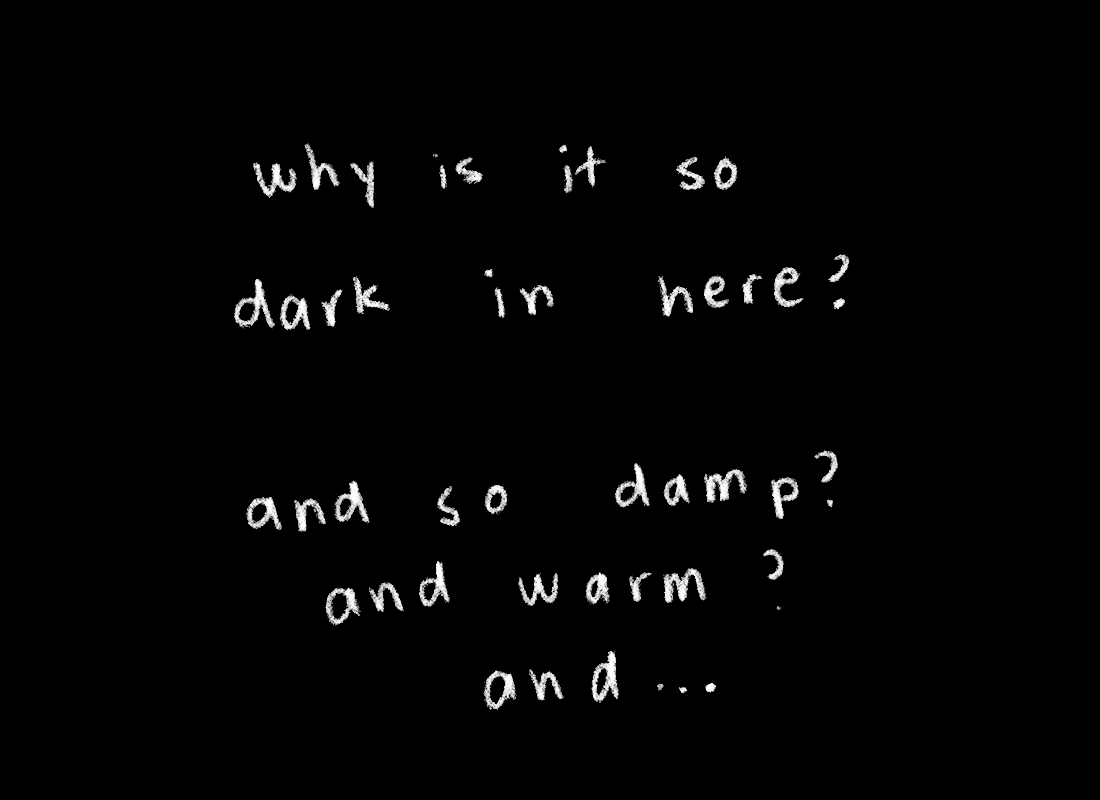 why is it so
dark in here?
and so damp?
and warm?
and...